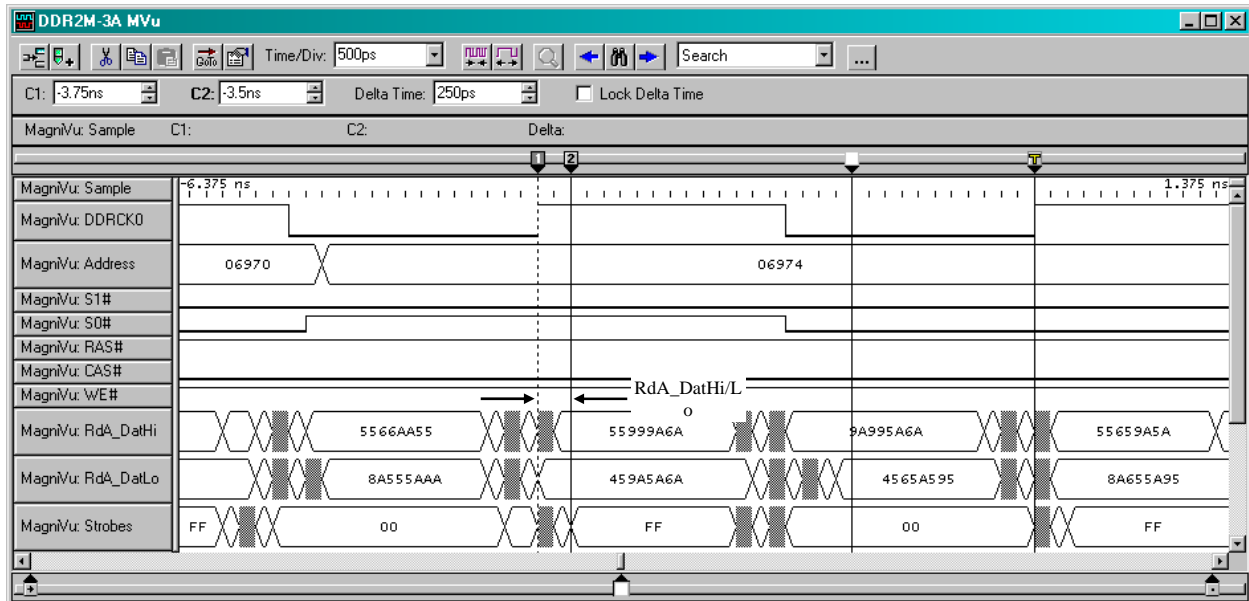 DDR2M-3A MVu
GoTo Time/Div: 500ps Search ...
C1: -3.75ns C2: -3.5ns Delta Time: 250ps Lock Delta Time
MagniVu: Sample C1: C2: Delta:
1 2 T
MagniVu: Sample -6.375 ns 1.375 ns
MagniVu: DDRCK0
MagniVu: Address 06970 06974
MagniVu: S1#
MagniVu: S0#
MagniVu: RAS#
MagniVu: CAS#
MagniVu: WE#
RdA_DatHi/L
o
MagniVu: RdA_DatHi 5566AA55 55999A6A 9A995A6A 55659A5A
MagniVu: RdA_DatLo 8A555AAA 459A5A6A 4565A595 8A655A95
MagniVu: Strobes FF 00 FF 00 FF